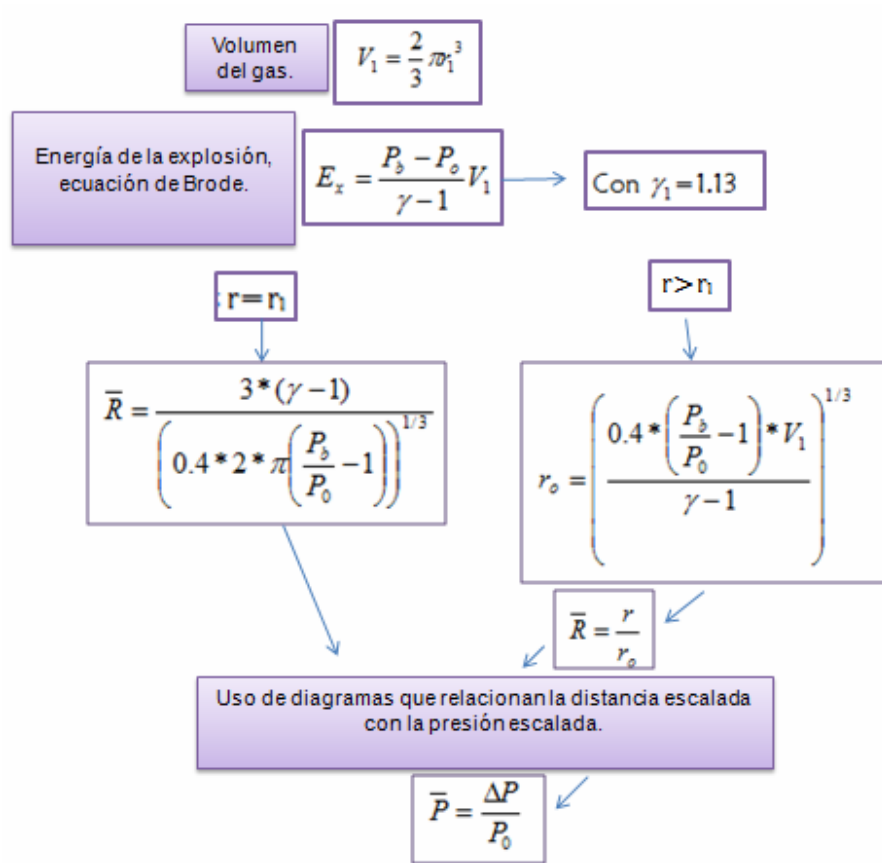 Volumen
del gas.
V₁ = 2/3 πr₁³
Energía de la explosión,
ecuación de Brode.
Eₓ = (P_b − P_o)/(γ − 1) V₁
Con γ₁=1.13
: r = r₁
r > r₁
R̅ = 3*(γ − 1) / (0.4*2*π(P_b/P₀ − 1))^{1/3}
r_o = (0.4*(P_b/P₀ − 1)*V₁ / (γ − 1))^{1/3}
R̅ = r/r_o
Uso de diagramas que relacionan la distancia escalada
con la presión escalada.
P̅ = ΔP/P₀